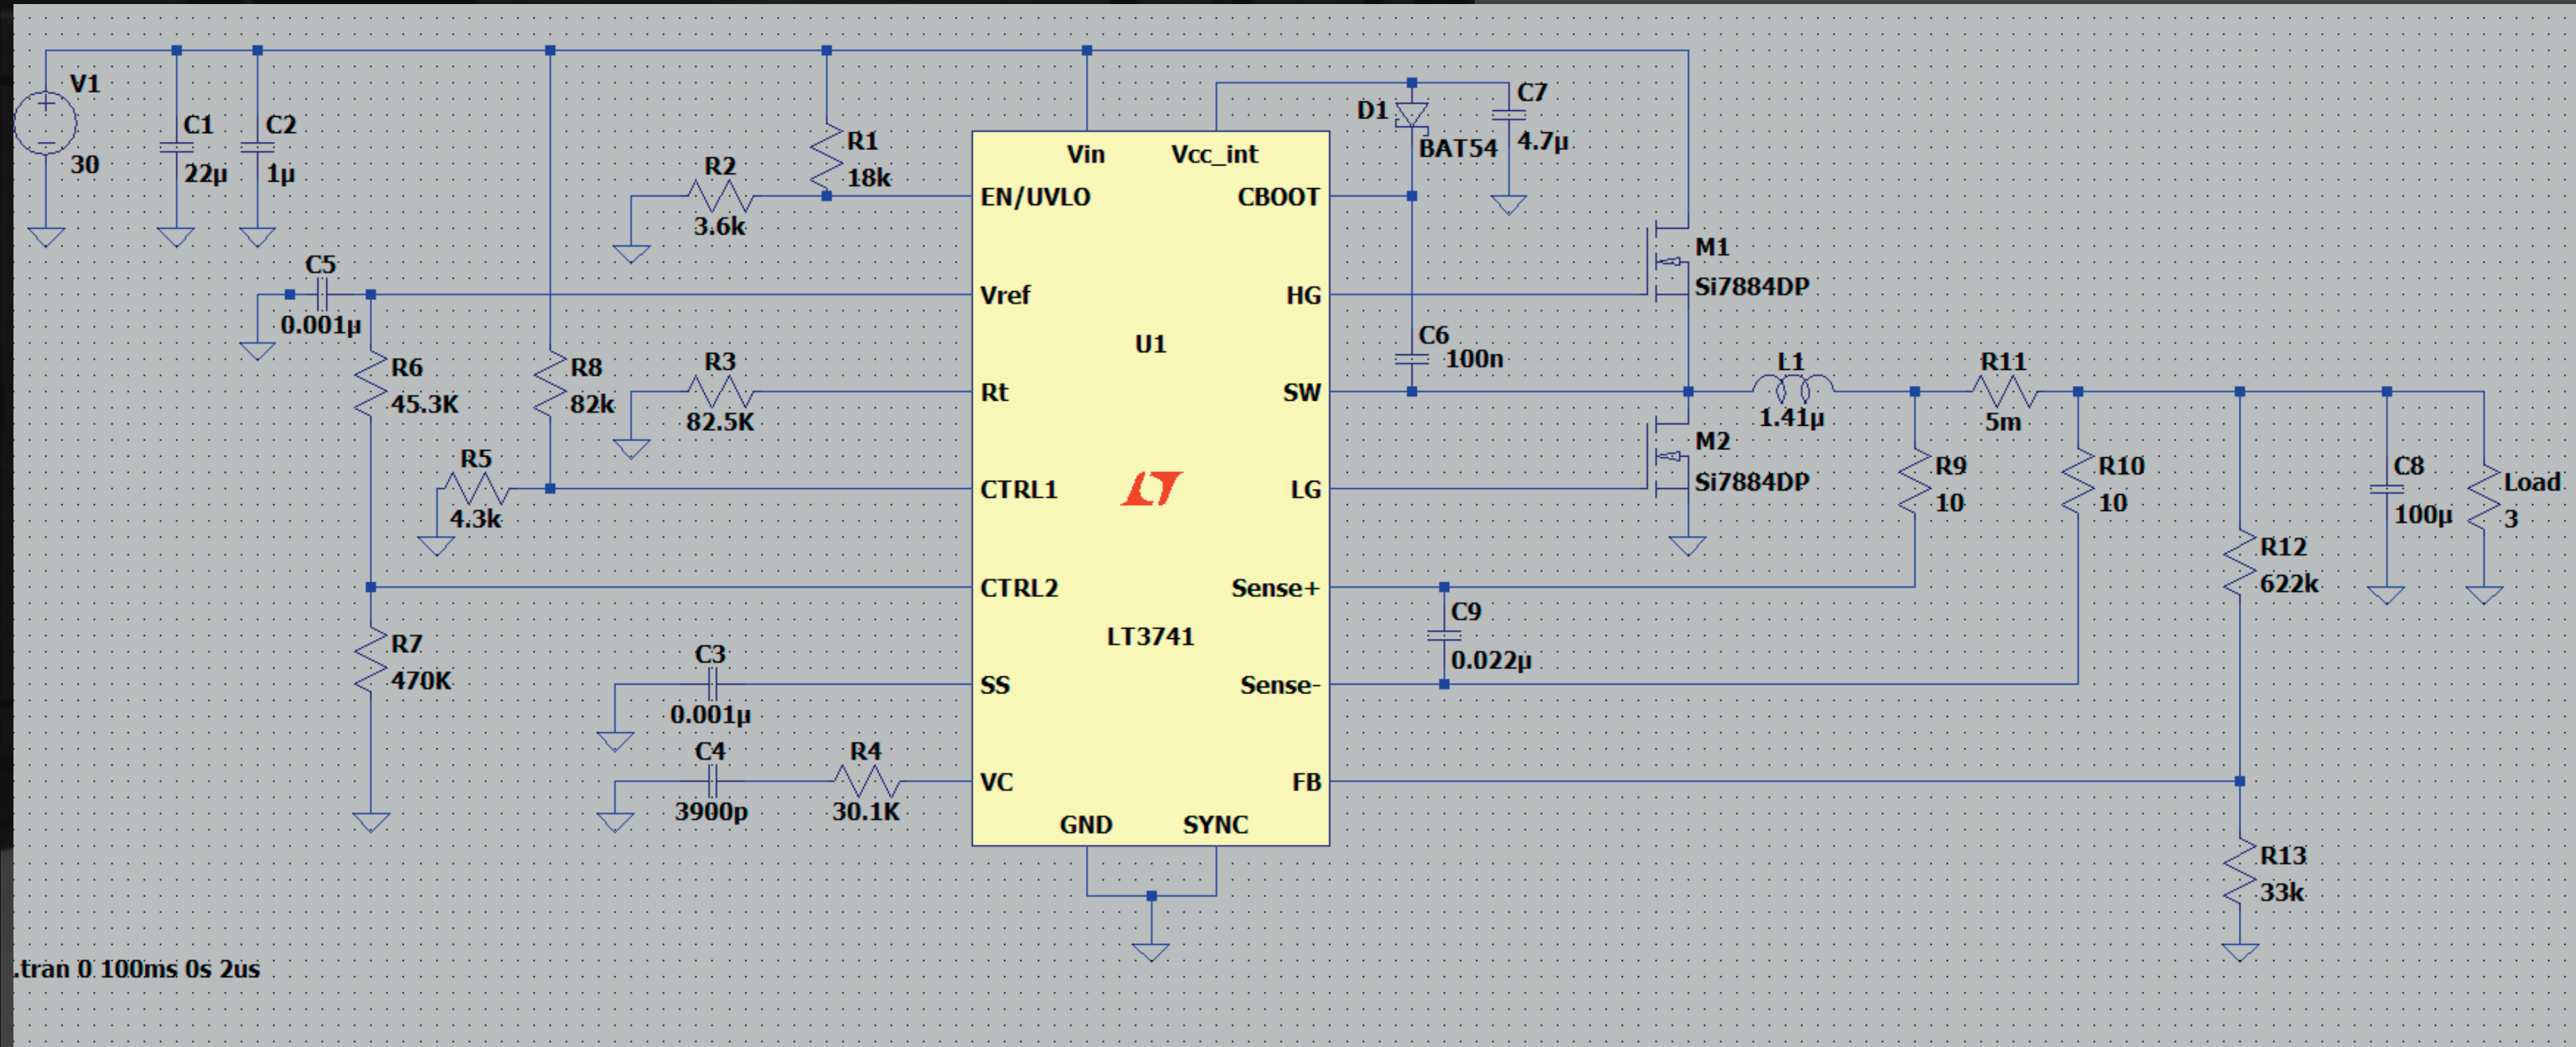 V1
30
C1
22µ
C2
1µ
R1
18k
R2
3.6k
C5
0.001µ
R6
45.3K
R8
82k
R3
82.5K
R5
4.3k
R7
470K
C3
0.001µ
C4
3900p
R4
30.1K
Vin
Vcc_int
EN/UVLO
CBOOT
Vref
HG
U1
Rt
SW
CTRL1
LG
CTRL2
Sense+
LT3741
SS
Sense-
VC
FB
GND
SYNC
D1
BAT54
C7
4.7µ
C6
100n
M1
Si7884DP
M2
Si7884DP
L1
1.41µ
R11
5m
R9
10
R10
10
C9
0.022µ
R12
622k
C8
100µ
Load
3
R13
33k
.tran 0 100ms 0s 2us